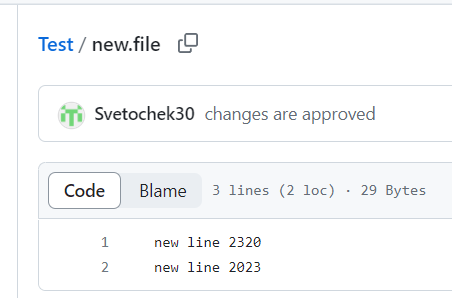 Test / new.file
Svetochek30 changes are approved
Code Blame 3 lines (2 loc) · 29 Bytes
1 new line 2320
2 new line 2023